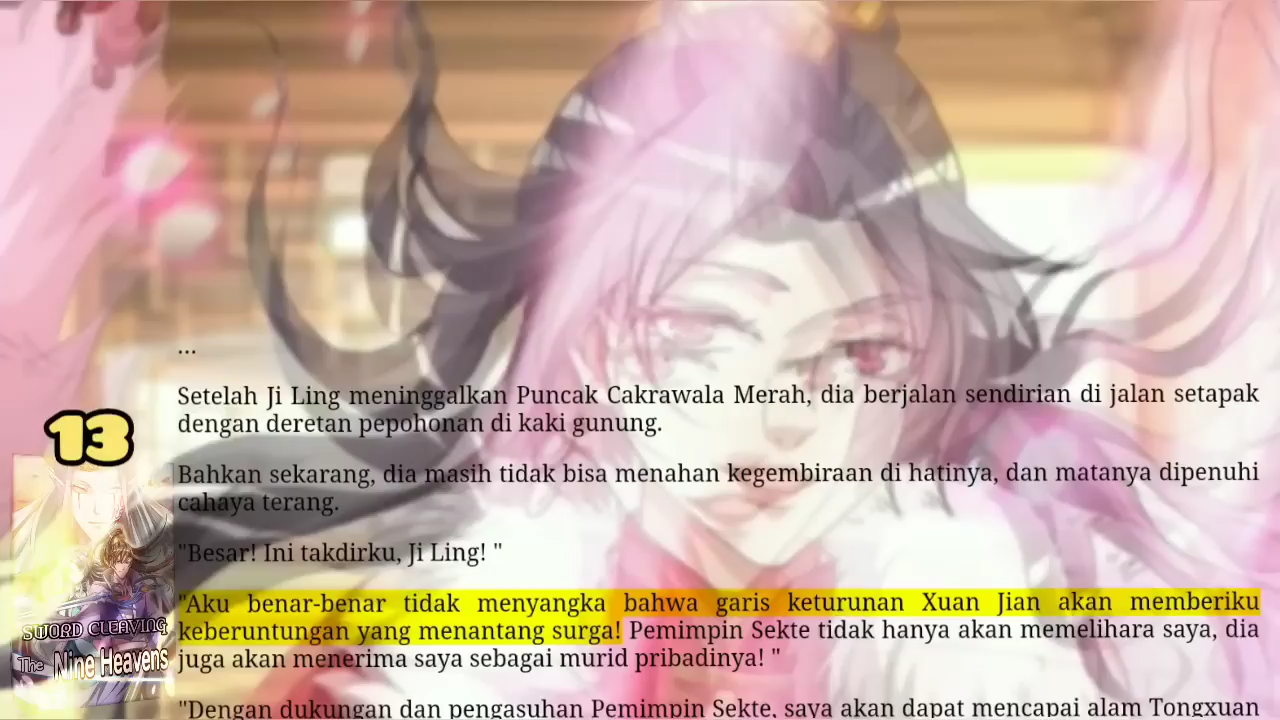 ...
Setelah Ji Ling meninggalkan Puncak Cakrawala Merah, dia berjalan sendirian di jalan setapak
dengan deretan pepohonan di kaki gunung.
Bahkan sekarang, dia masih tidak bisa menahan kegembiraan di hatinya, dan matanya dipenuhi
cahaya terang.
"Besar! Ini takdirku, Ji Ling! "
"Aku benar-benar tidak menyangka bahwa garis keturunan Xuan Jian akan memberiku
keberuntungan yang menantang surga! Pemimpin Sekte tidak hanya akan memelihara saya, dia
juga akan menerima saya sebagai murid pribadinya! "
"Dengan dukungan dan pengasuhan Pemimpin Sekte, saya akan dapat mencapai alam Tongxuan
13
SWORD CLEAVING
The Nine Heavens